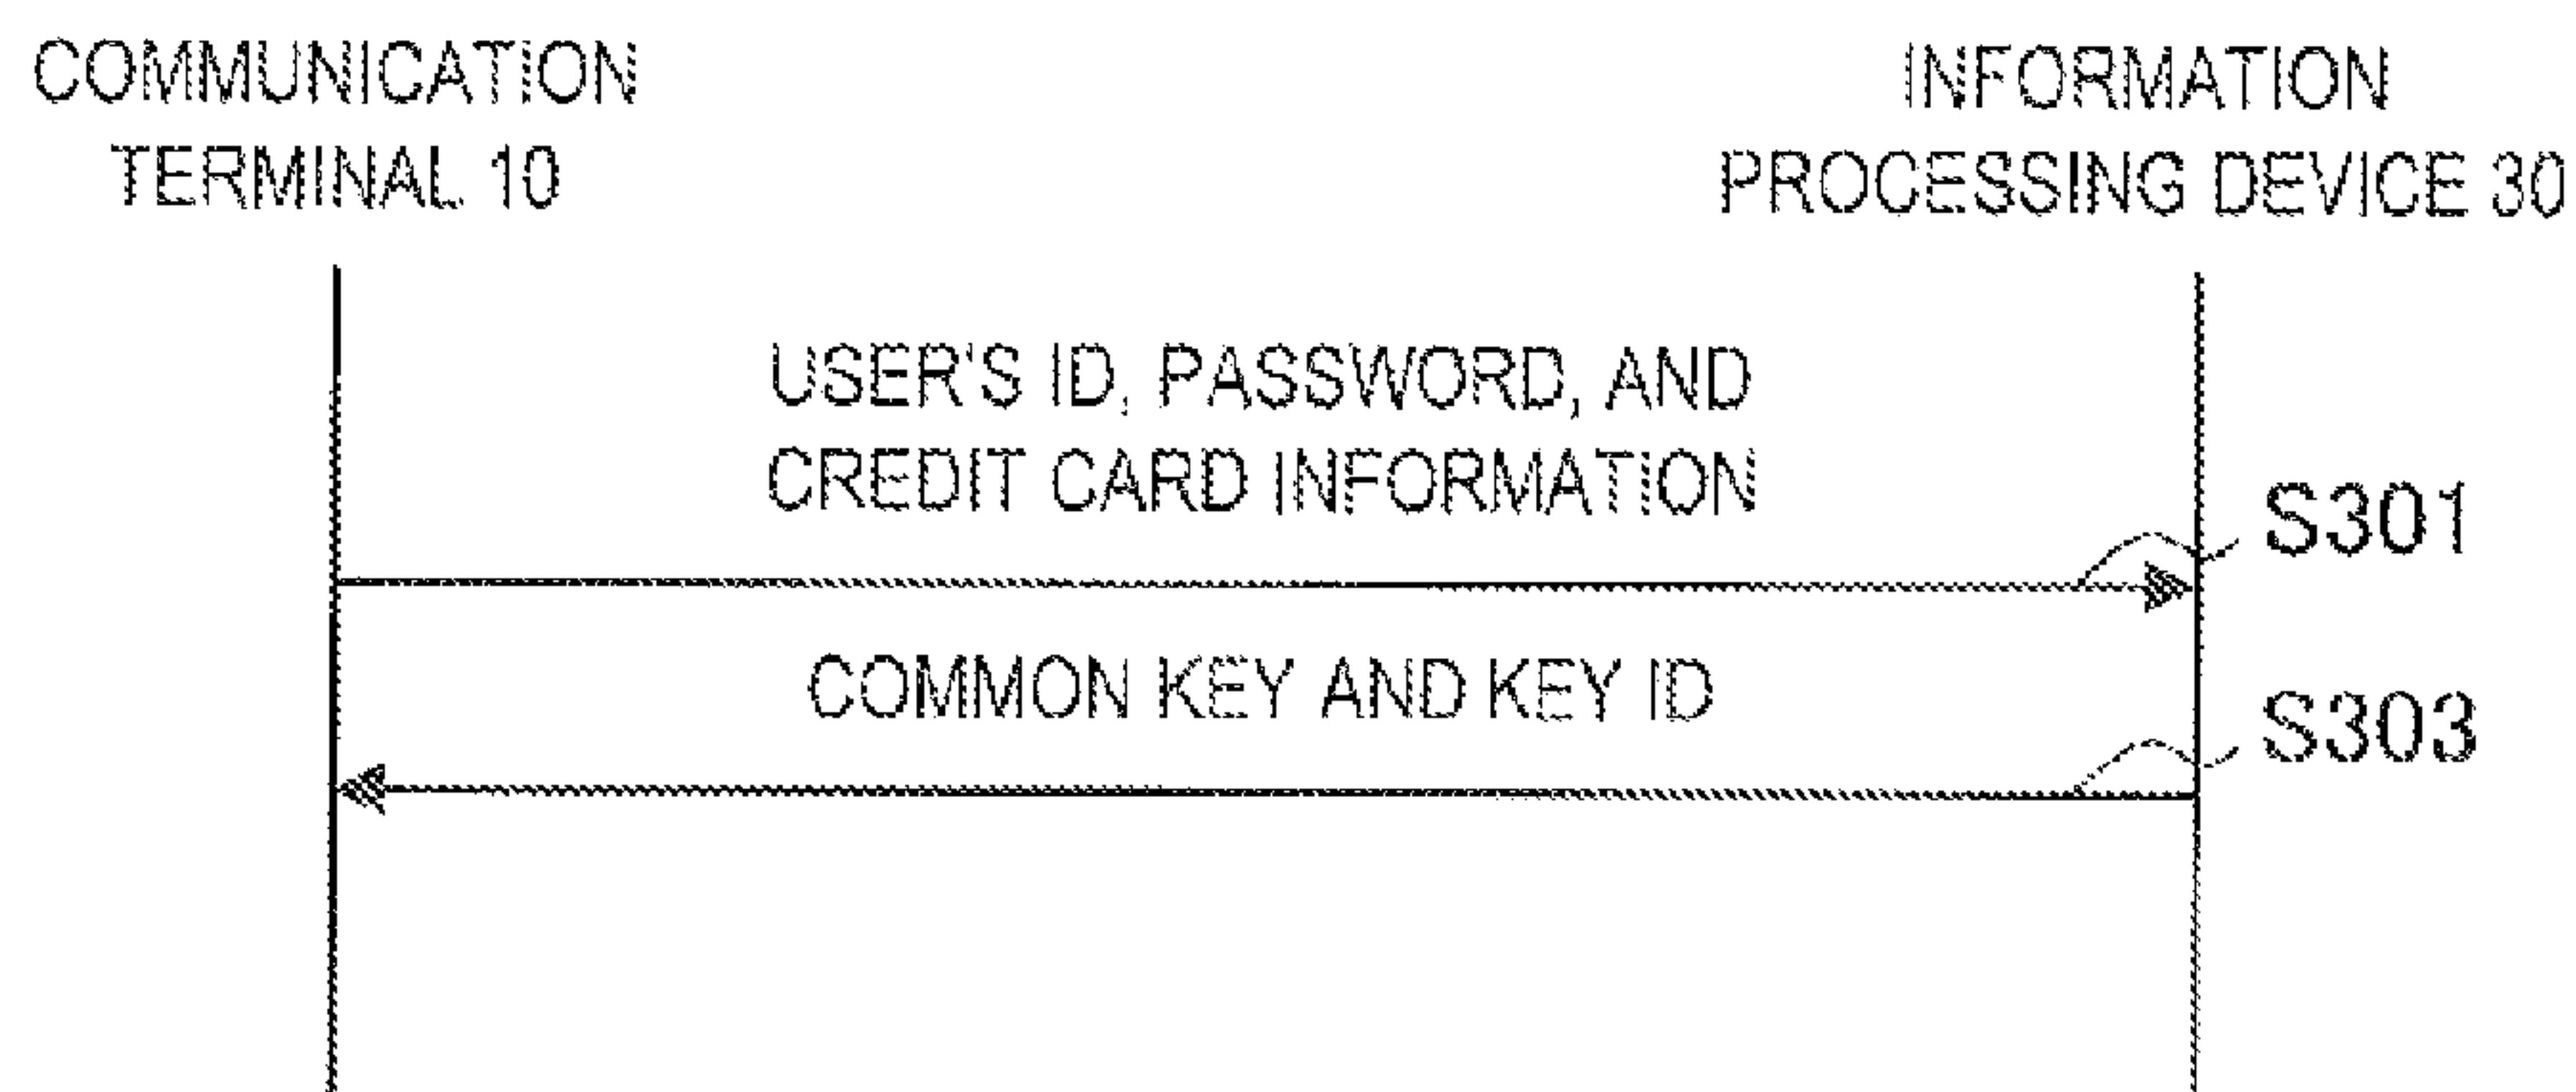 COMMUNICATION
TERMINAL 10
INFORMATION
PROCESSING DEVICE 30
USER'S ID, PASSWORD, AND
CREDIT CARD INFORMATION
S301
COMMON KEY AND KEY ID
S303